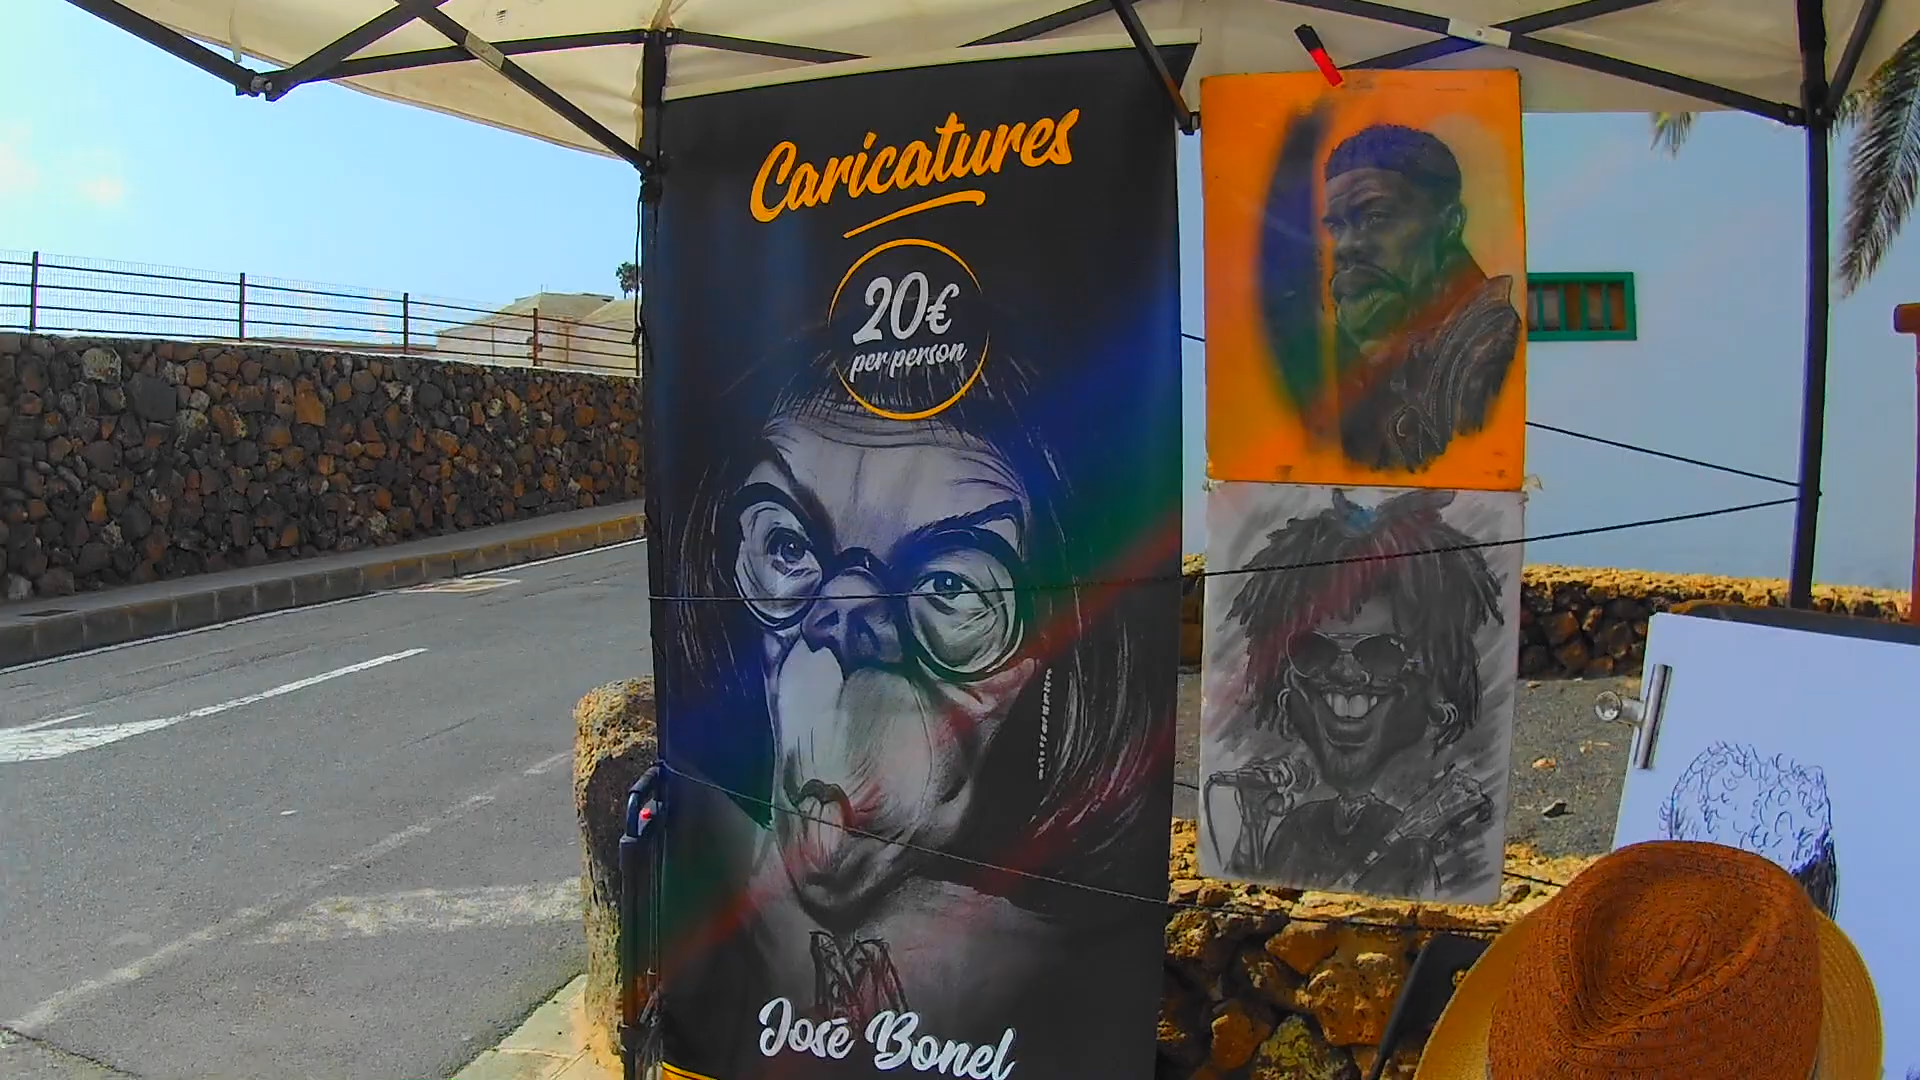 Caricatures
20€
per person
José Bonel